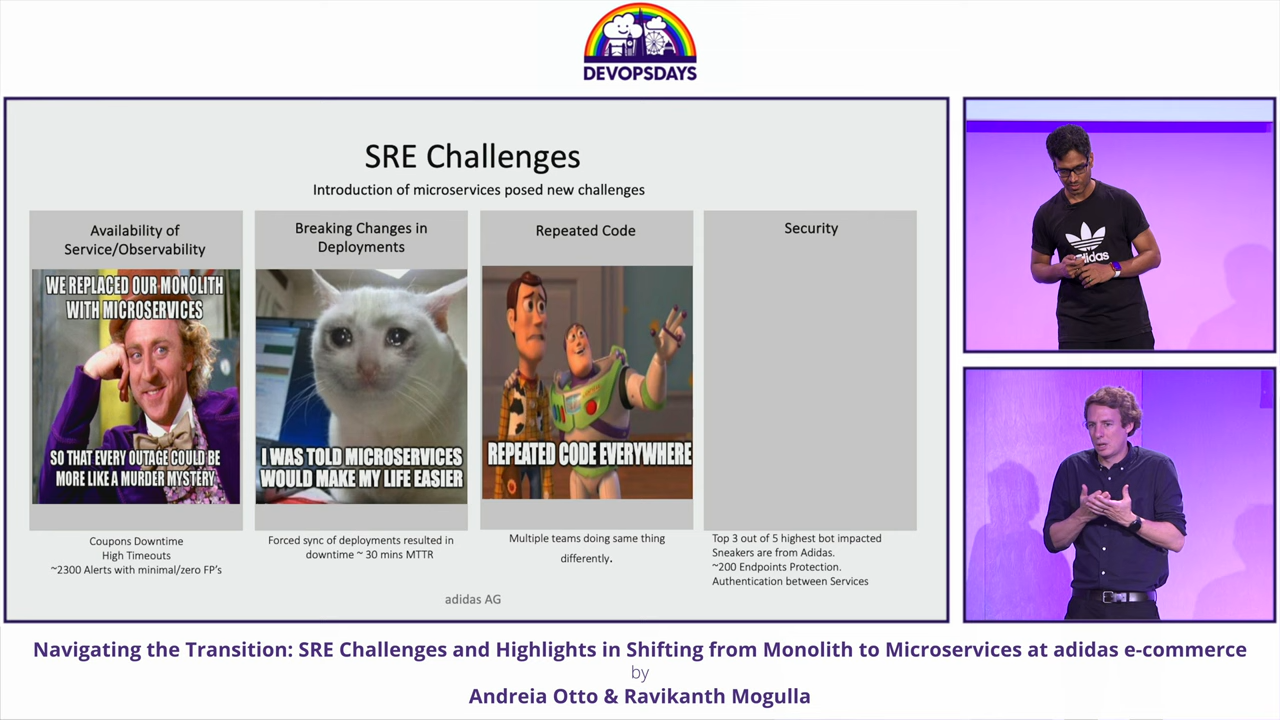 DEVOPSDAYS
SRE Challenges
Introduction of microservices posed new challenges
Availability of
Service/Observability
WE REPLACED OUR MONOLITH
WITH MICROSERVICES
SO THAT EVERY OUTAGE COULD BE
MORE LIKE A MURDER MYSTERY
Coupons Downtime
High Timeouts
~2300 Alerts with minimal/zero FP's
Breaking Changes in
Deployments
I WAS TOLD MICROSERVICES
WOULD MAKE MY LIFE EASIER
Forced sync of deployments resulted in
downtime ~ 30 mins MTTR
Repeated Code
REPEATED CODE EVERYWHERE
Multiple teams doing same thing
differently.
Security
Top 3 out of 5 highest bot impacted
Sneakers are from Adidas.
~200 Endpoints Protection.
Authentication between Services
adidas AG
adidas
Navigating the Transition: SRE Challenges and Highlights in Shifting from Monolith to Microservices at adidas e-commerce
by
Andreia Otto & Ravikanth Mogulla